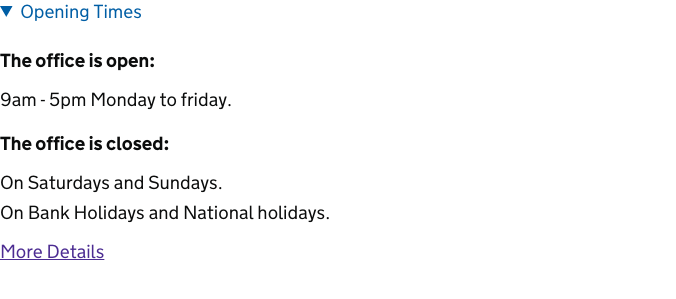 Opening Times
The office is open:
9am - 5pm Monday to friday.
The office is closed:
On Saturdays and Sundays.
On Bank Holidays and National holidays.
More Details